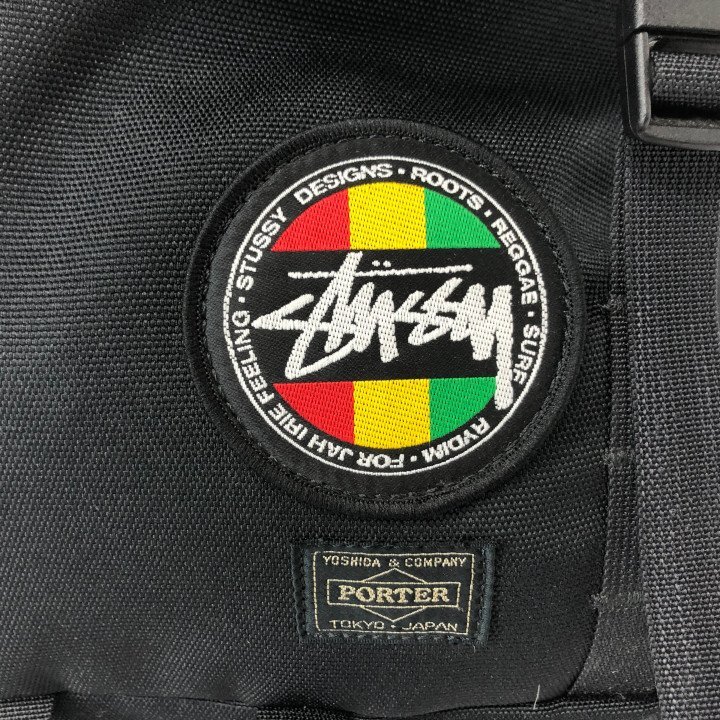 STUSSY DESIGNS · ROOTS · REGGAE · SURF · RYDIM · FOR JAH IRIE FEELING ·
Stüssy
YOSHIDA & COMPANY
PORTER
TOKYO · JAPAN